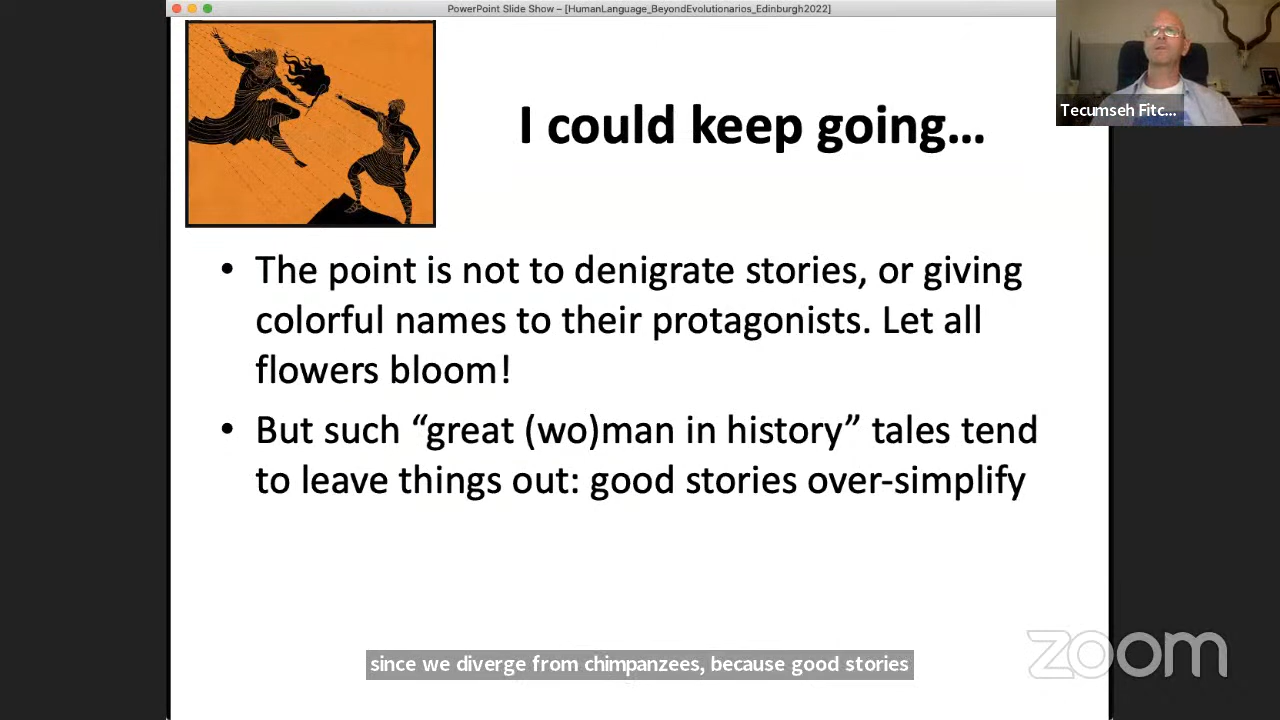 PowerPoint Slide Show – [HumanLanguage_BeyondEvolutionarios_Edinburgh2022]
Tecumseh Fitc...
I could keep going…
• The point is not to denigrate stories, or giving
colorful names to their protagonists. Let all
flowers bloom!
• But such “great (wo)man in history” tales tend
to leave things out: good stories over-simplify
zoom
since we diverge from chimpanzees, because good stories